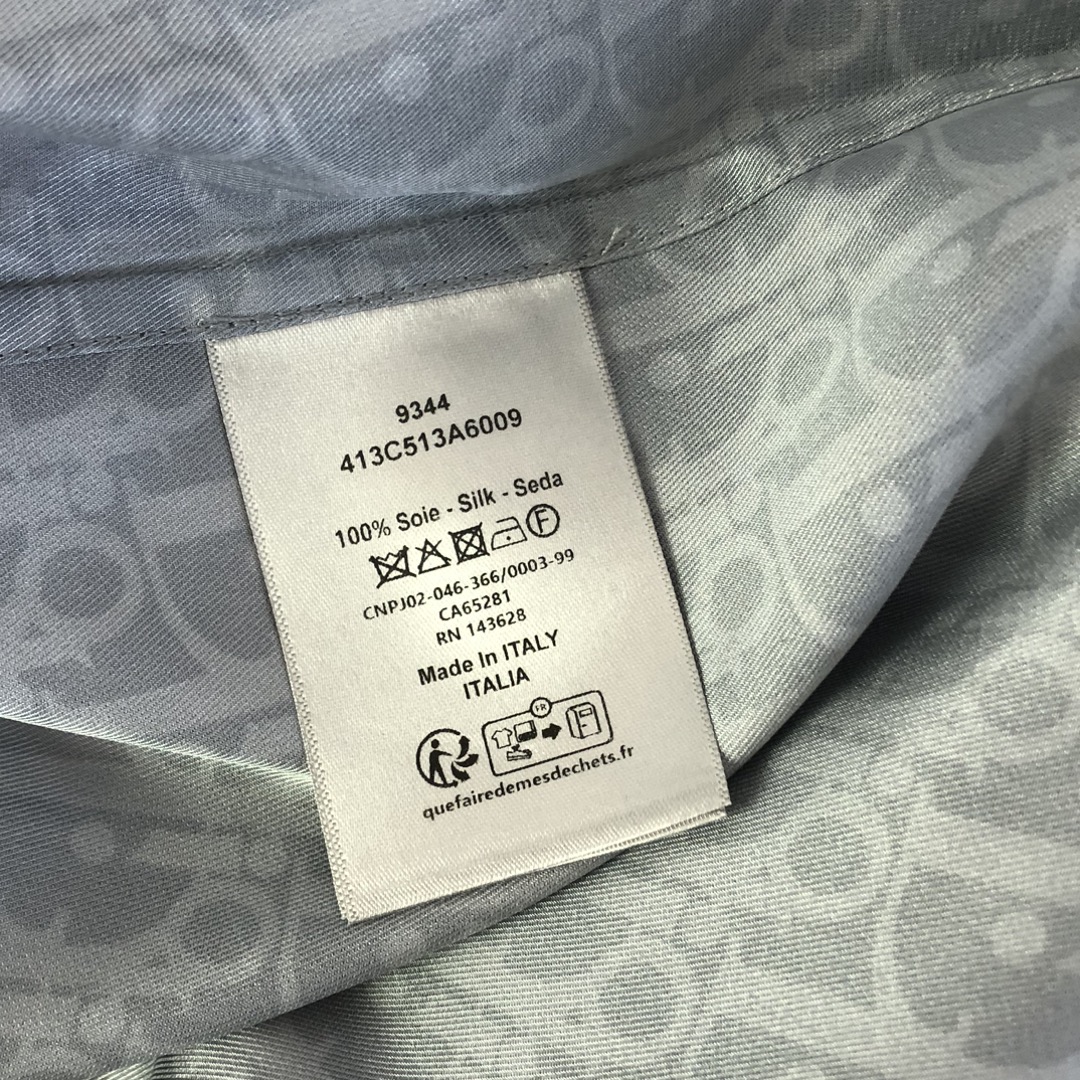 9344
413C513A6009
100% Soie - Silk - Seda
F
CNPJ02-046-366/0003-99
CA65281
RN 143628
Made In ITALY
ITALIA
FR
quefairedemesdechets.fr